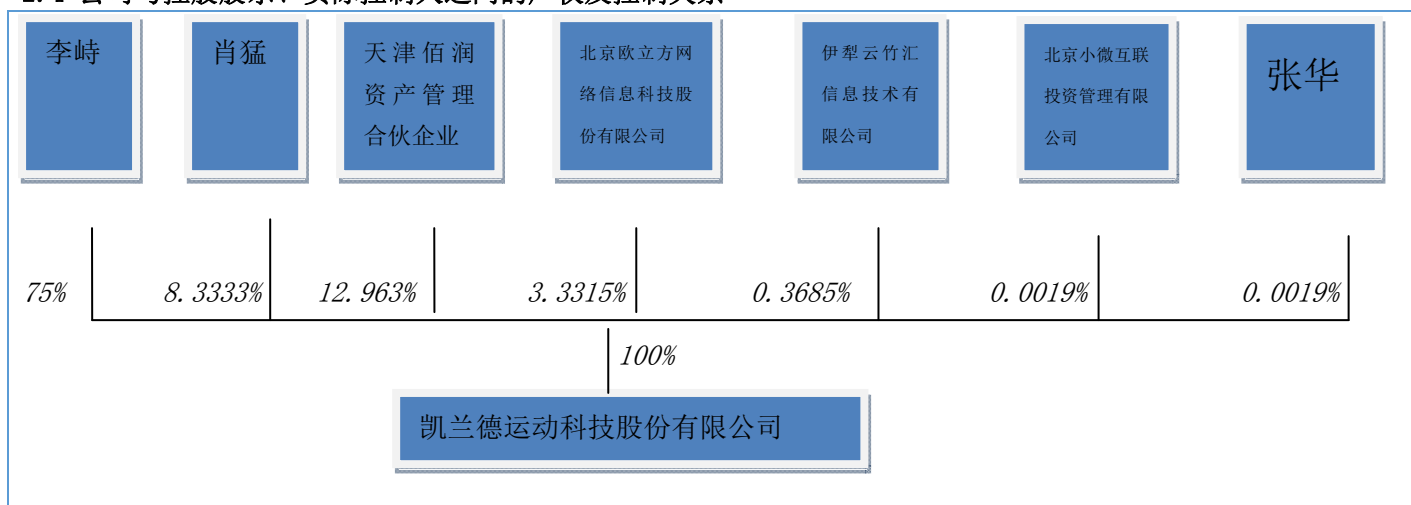 李峙
肖猛
天津佰润
资产管理
合伙企业
北京欧立方网
络信息科技股
份有限公司
伊犁云竹汇
信息技术有
限公司
北京小微互联
投资管理有限
公司
张华
75%
8.3333%
12.963%
3.3315%
0.3685%
0.0019%
0.0019%
100%
凯兰德运动科技股份有限公司